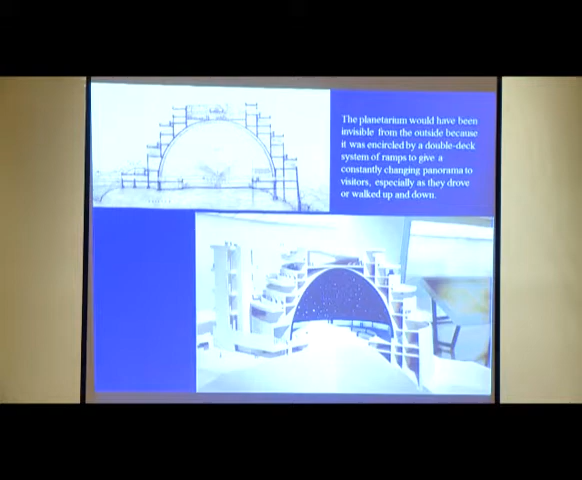 The planetarium would have been
invisible from the outside because
it was encircled by a double-deck
system of ramps to give a
constantly changing panorama to
visitors, especially as they drove
or walked up and down.